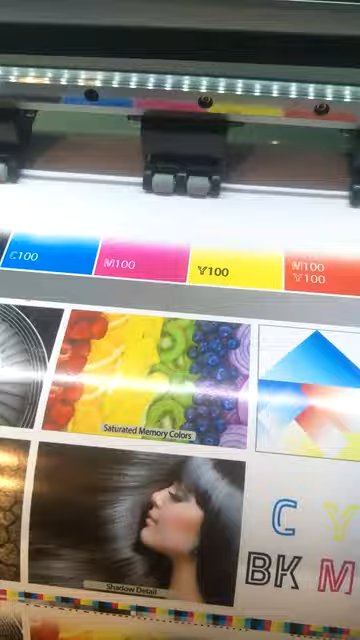 C100
M100
Y100
M100
Y100
Saturated Memory Colors
Shadow Detail
C Y
BK M